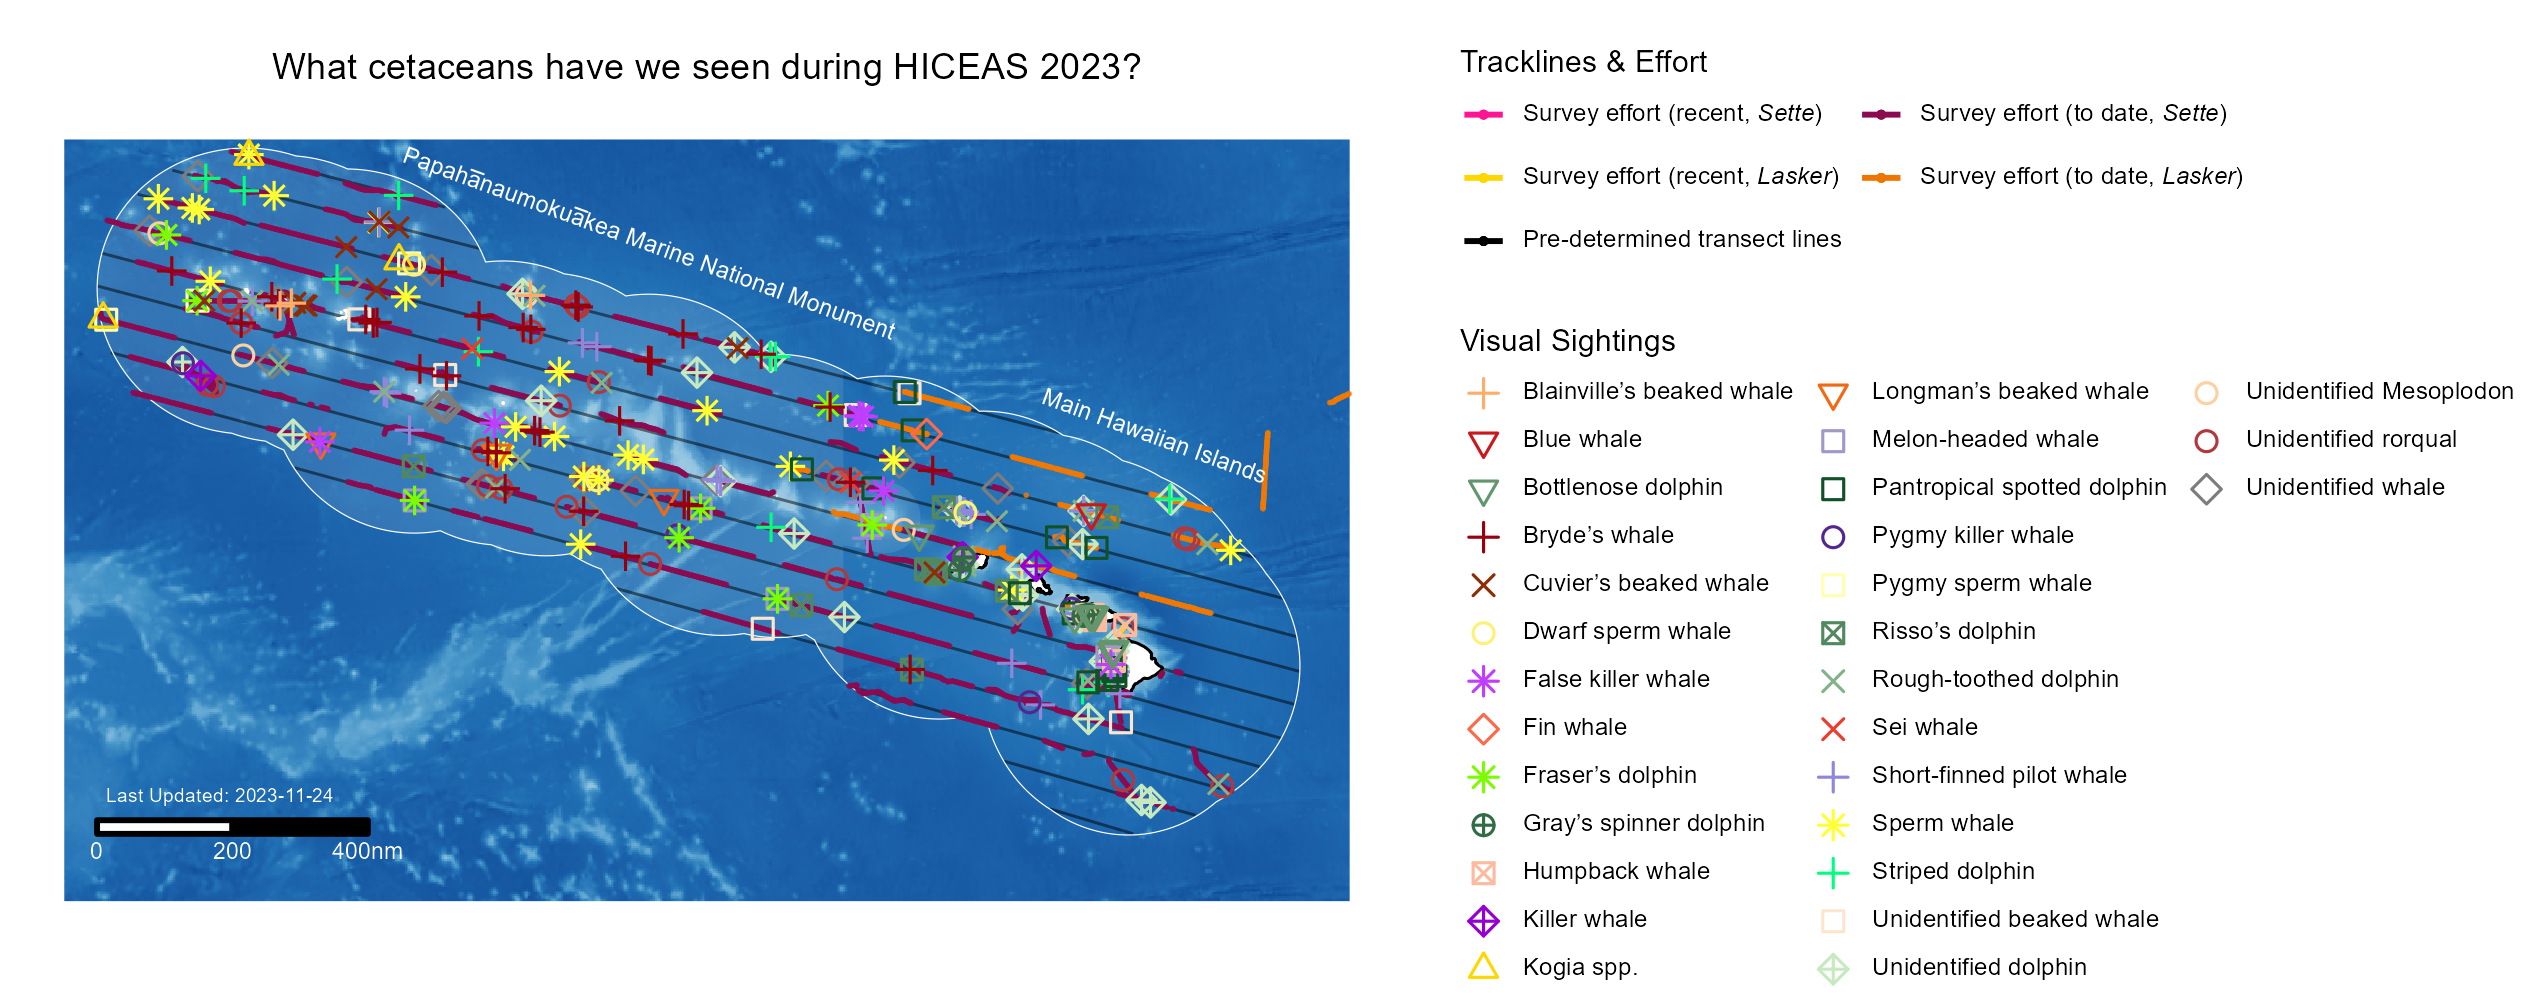 What cetaceans have we seen during HICEAS 2023?
Papahānaumokuākea Marine National Monument
Main Hawaiian Islands
Last Updated: 2023-11-24
0 200 400nm
Tracklines & Effort
Survey effort (recent, Sette) Survey effort (to date, Sette)
Survey effort (recent, Lasker) Survey effort (to date, Lasker)
Pre-determined transect lines
Visual Sightings
Blainville's beaked whale Longman's beaked whale Unidentified Mesoplodon
Blue whale Melon-headed whale Unidentified rorqual
Bottlenose dolphin Pantropical spotted dolphin Unidentified whale
Bryde's whale Pygmy killer whale
Cuvier's beaked whale Pygmy sperm whale
Dwarf sperm whale Risso's dolphin
False killer whale Rough-toothed dolphin
Fin whale Sei whale
Fraser's dolphin Short-finned pilot whale
Gray's spinner dolphin Sperm whale
Humpback whale Striped dolphin
Killer whale Unidentified beaked whale
Kogia spp. Unidentified dolphin